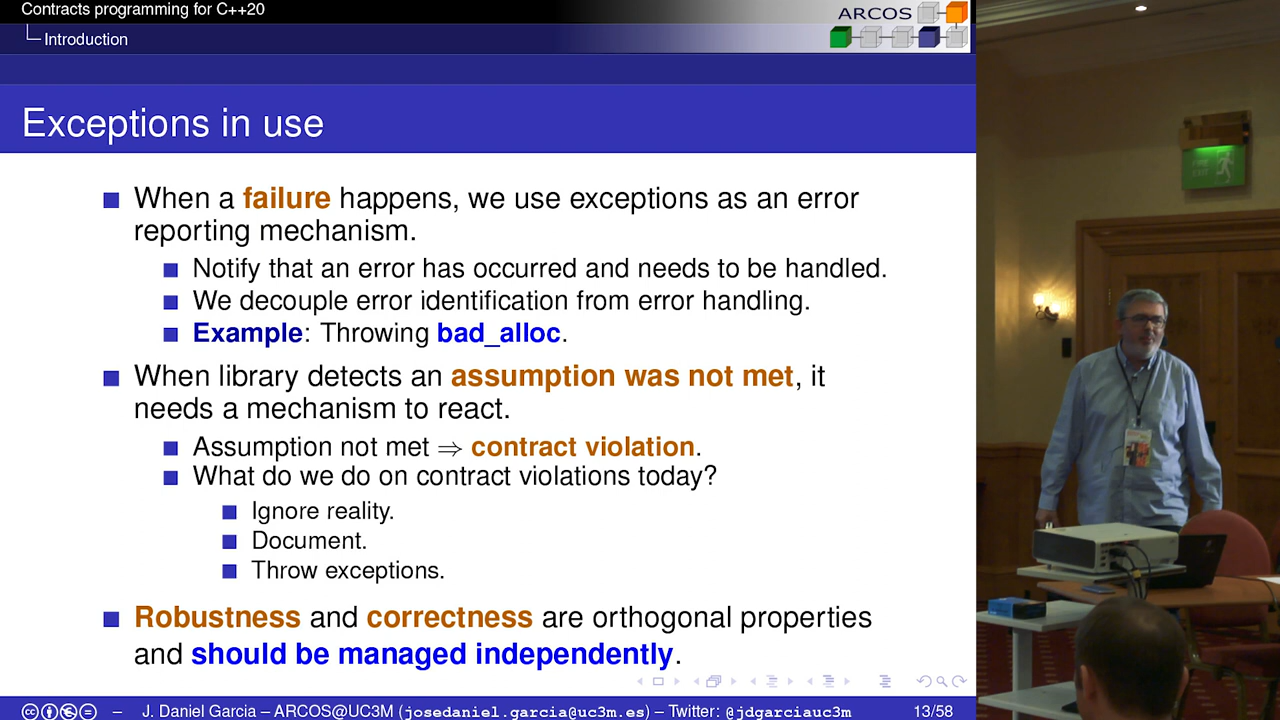 Contracts programming for C++20
Introduction
ARCOS
Exceptions in use
When a failure happens, we use exceptions as an error
reporting mechanism.
Notify that an error has occurred and needs to be handled.
We decouple error identification from error handling.
Example: Throwing bad_alloc.
When library detects an assumption was not met, it
needs a mechanism to react.
Assumption not met ⇒ contract violation.
What do we do on contract violations today?
Ignore reality.
Document.
Throw exceptions.
Robustness and correctness are orthogonal properties
and should be managed independently.
– J. Daniel Garcia – ARCOS@UC3M (josedaniel.garcia@uc3m.es) – Twitter: @jdgarciauc3m 13/58